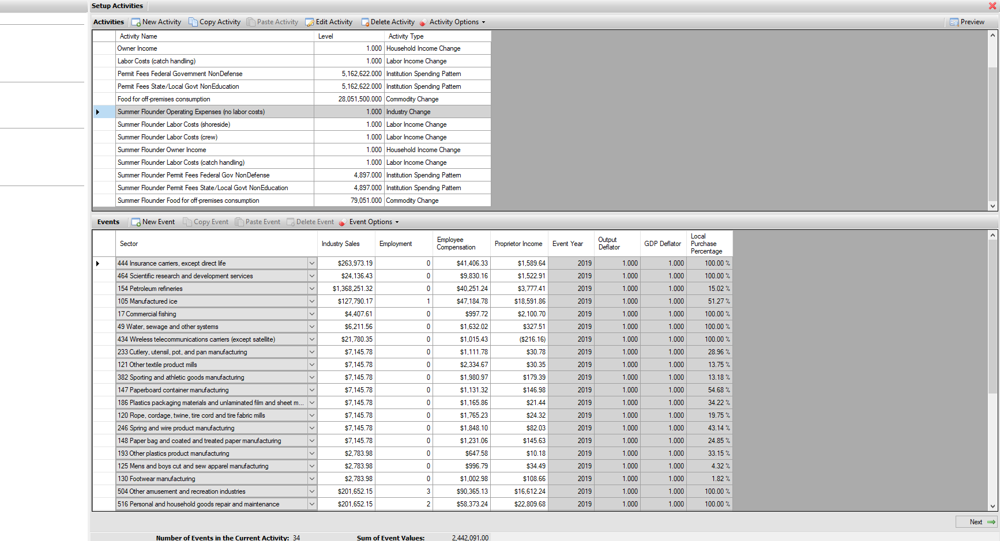 Setup Activities
Activities New Activity Copy Activity Paste Activity Edit Activity Delete Activity Activity Options Preview
Activity Name Level Activity Type
Owner Income 1.000 Household Income Change
Labor Costs (catch handling) 1.000 Labor Income Change
Permit Fees Federal Government NonDefense 5,162,622.000 Institution Spending Pattern
Permit Fees State/Local Govt NonEducation 5,162,622.000 Institution Spending Pattern
Food for off-premises consumption 28,051,500.000 Commodity Change
Summer Flounder Operating Expenses (no labor costs) 1.000 Industry Change
Summer Flounder Labor Costs (shoreside) 1.000 Labor Income Change
Summer Flounder Labor Costs (crew) 1.000 Labor Income Change
Summer Flounder Owner Income 1.000 Household Income Change
Summer Flounder Labor Costs (catch handling) 1.000 Labor Income Change
Summer Flounder Permit Fees Federal Gov NonDefense 4,897.000 Institution Spending Pattern
Summer Flounder Permit Fees State/Local Govt NonEducation 4,897.000 Institution Spending Pattern
Summer Flounder Food for off-premises consumption 79,051.000 Commodity Change
Events New Event Copy Event Paste Event Delete Event Event Options
Sector Industry Sales Employment Employee Compensation Proprietor Income Event Year Output Deflator GDP Deflator Local Purchase Percentage
444 Insurance carriers, except direct life $263,973.19 0 $41,406.33 $1,589.64 2019 1.000 1.000 100.00 %
464 Scientific research and development services $24,136.43 0 $9,830.16 $1,522.91 2019 1.000 1.000 100.00 %
154 Petroleum refineries $1,368,251.32 0 $40,251.24 $3,777.41 2019 1.000 1.000 15.02 %
105 Manufactured ice $127,790.17 1 $47,184.78 $18,591.86 2019 1.000 1.000 51.27 %
17 Commercial fishing $4,407.61 0 $997.72 $2,100.70 2019 1.000 1.000 100.00 %
49 Water, sewage and other systems $6,211.56 0 $1,632.02 $327.51 2019 1.000 1.000 100.00 %
434 Wireless telecommunications carriers (except satellite) $21,780.35 0 $1,015.43 ($216.16) 2019 1.000 1.000 100.00 %
233 Cutlery, utensil, pot, and pan manufacturing $7,145.78 0 $1,111.78 $30.78 2019 1.000 1.000 28.96 %
121 Other textile product mills $7,145.78 0 $2,334.67 $30.35 2019 1.000 1.000 13.75 %
382 Sporting and athletic goods manufacturing $7,145.78 0 $1,980.97 $179.39 2019 1.000 1.000 13.18 %
147 Paperboard container manufacturing $7,145.78 0 $1,131.32 $146.98 2019 1.000 1.000 54.68 %
186 Plastics packaging materials and unlaminated film and sheet m... $7,145.78 0 $1,165.86 $21.44 2019 1.000 1.000 34.22 %
120 Rope, cordage, twine, tire cord and tire fabric mills $7,145.78 0 $1,765.23 $24.32 2019 1.000 1.000 19.75 %
246 Spring and wire product manufacturing $7,145.78 0 $1,848.10 $82.03 2019 1.000 1.000 43.14 %
148 Paper bag and coated and treated paper manufacturing $7,145.78 0 $1,231.06 $145.63 2019 1.000 1.000 24.85 %
193 Other plastics product manufacturing $2,783.98 0 $647.58 $10.18 2019 1.000 1.000 33.15 %
125 Mens and boys cut and sew apparel manufacturing $2,783.98 0 $996.79 $34.49 2019 1.000 1.000 4.32 %
130 Footwear manufacturing $2,783.98 0 $1,002.98 $108.66 2019 1.000 1.000 1.82 %
504 Other amusement and recreation industries $201,652.15 3 $90,365.13 $16,612.24 2019 1.000 1.000 100.00 %
516 Personal and household goods repair and maintenance $201,652.15 2 $58,373.24 $22,809.68 2019 1.000 1.000 100.00 %
Next
Number of Events in the Current Activity: 34 Sum of Event Values: 2,442,091.00